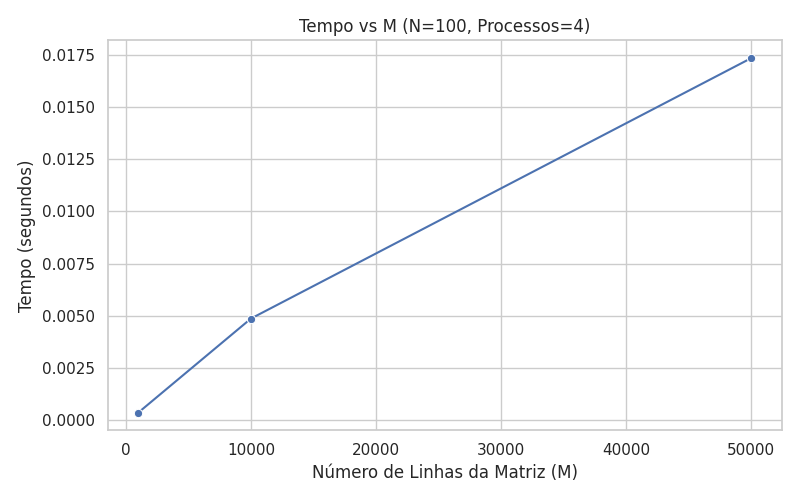 Tempo vs M (N=100, Processos=4)
0.0175
0.0150
0.0125
0.0100
0.0075
0.0050
0.0025
0.0000
Tempo (segundos)
0 10000 20000 30000 40000 50000
Número de Linhas da Matriz (M)